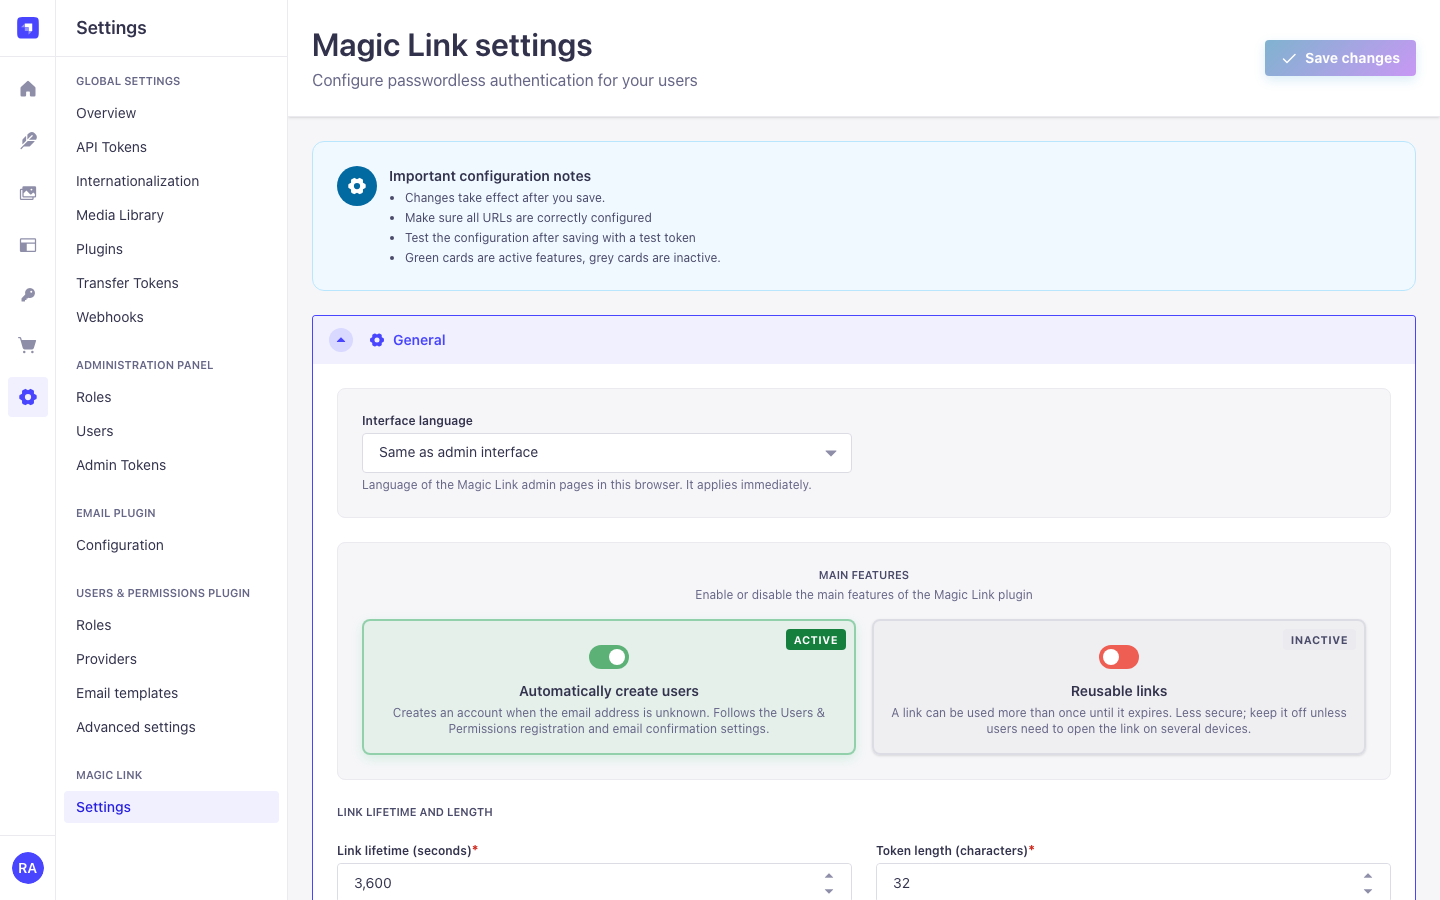 Settings
GLOBAL SETTINGS
Overview
API Tokens
Internationalization
Media Library
Plugins
Transfer Tokens
Webhooks
ADMINISTRATION PANEL
Roles
Users
Admin Tokens
EMAIL PLUGIN
Configuration
USERS & PERMISSIONS PLUGIN
Roles
Providers
Email templates
Advanced settings
MAGIC LINK
Settings
RA
Magic Link settings
Configure passwordless authentication for your users
Save changes
Important configuration notes
• Changes take effect after you save.
• Make sure all URLs are correctly configured
• Test the configuration after saving with a test token
• Green cards are active features, grey cards are inactive.
General
Interface language
Same as admin interface
Language of the Magic Link admin pages in this browser. It applies immediately.
MAIN FEATURES
Enable or disable the main features of the Magic Link plugin
ACTIVE
Automatically create users
Creates an account when the email address is unknown. Follows the Users &
Permissions registration and email confirmation settings.
INACTIVE
Reusable links
A link can be used more than once until it expires. Less secure; keep it off unless
users need to open the link on several devices.
LINK LIFETIME AND LENGTH
Link lifetime (seconds)*
3,600
Token length (characters)*
32